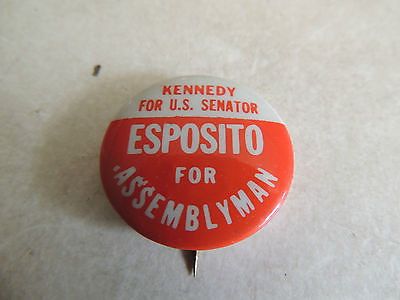 KENNEDY
FOR U.S. SENATOR
ESPOSITO
FOR
ASSEMBLYMAN